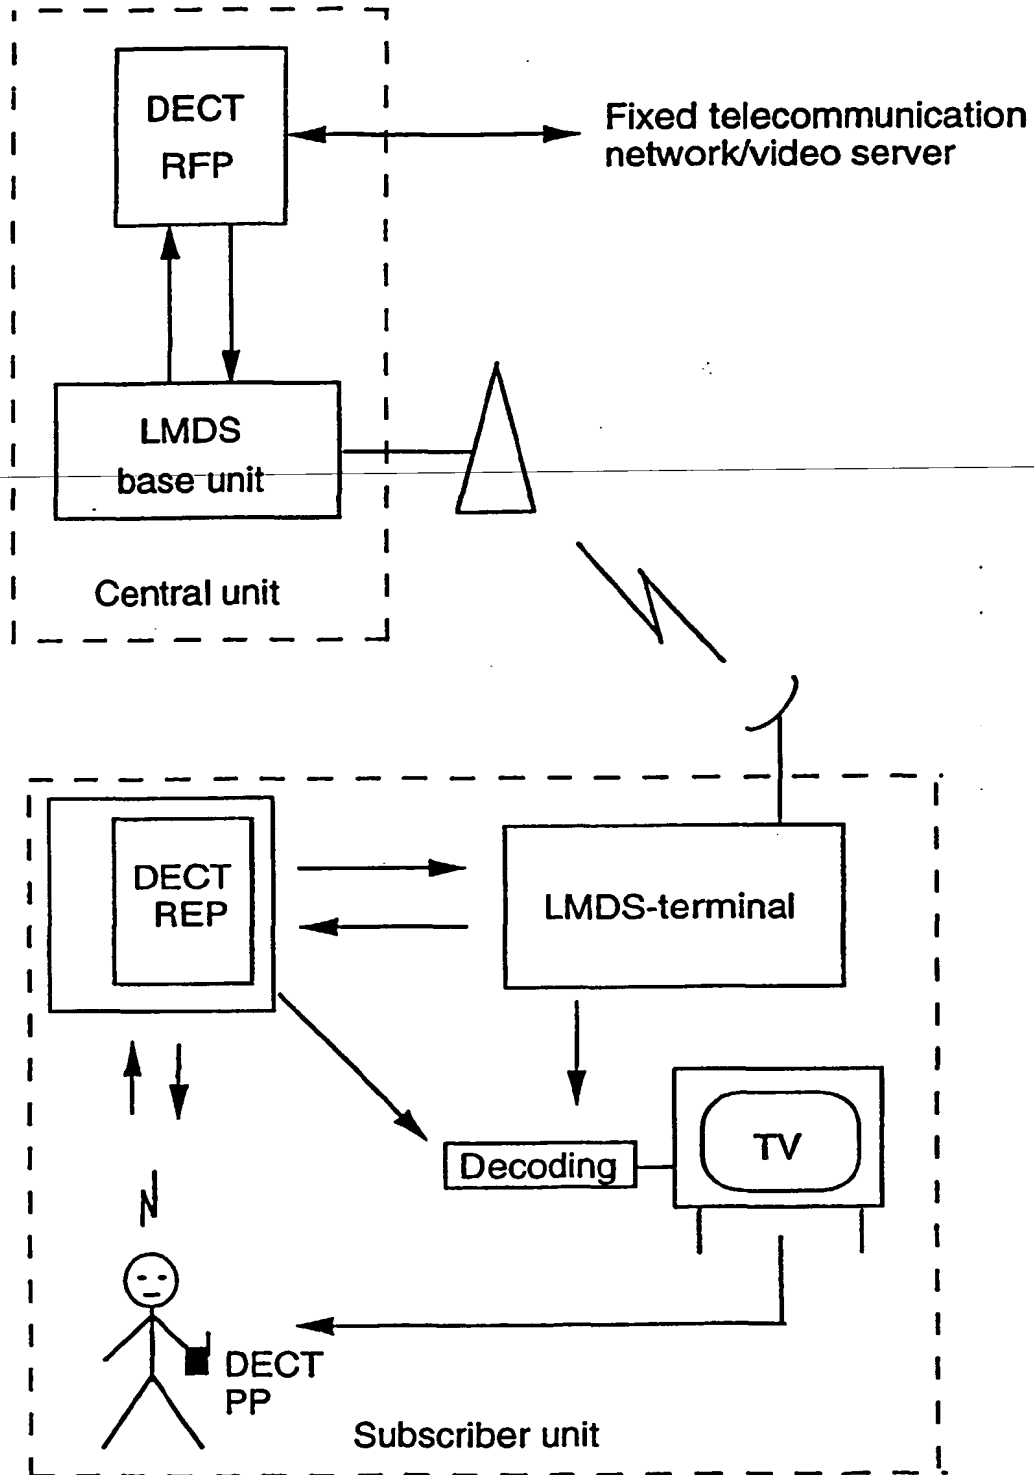 DECT
RFP
Fixed telecommunication
network/video server
LMDS
base unit
Central unit
DECT
REP
LMDS-terminal
Decoding
TV
DECT
PP
Subscriber unit